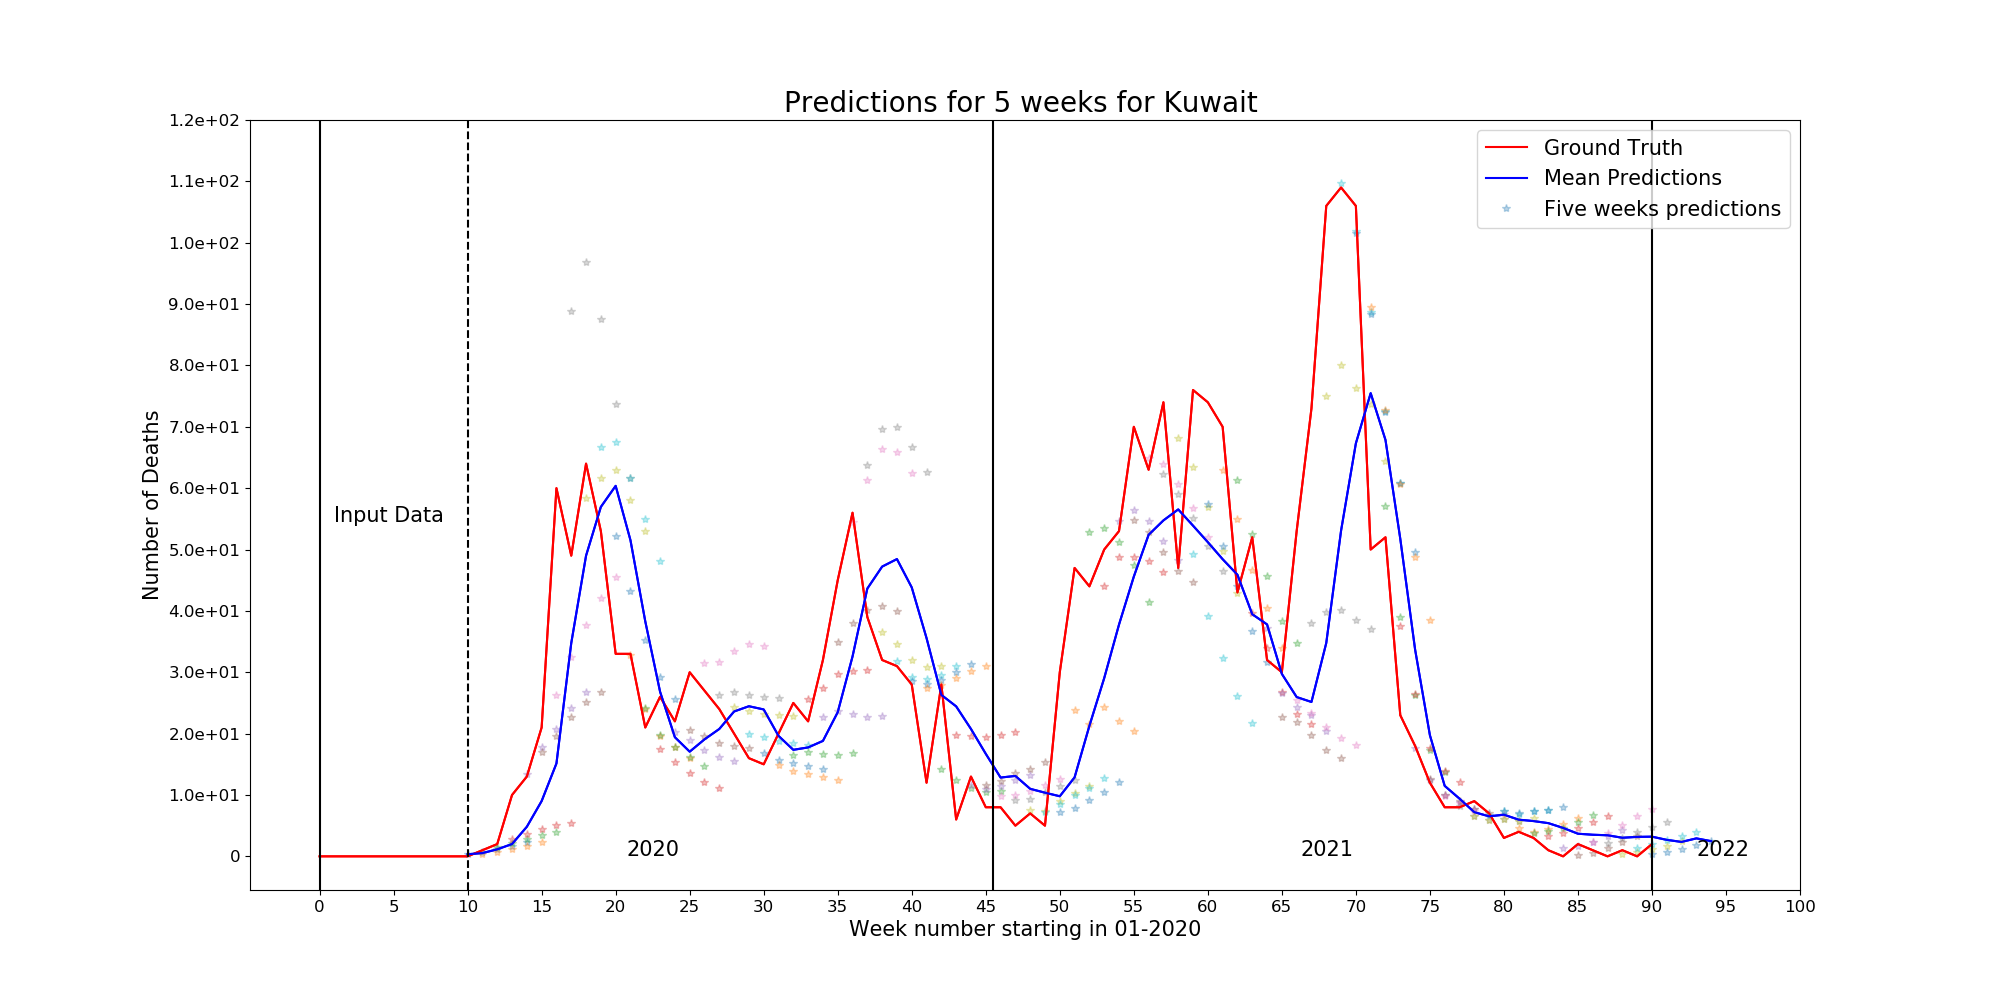 Predictions for 5 weeks for Kuwait
1.2e+02
1.1e+02
1.0e+02
9.0e+01
8.0e+01
7.0e+01
6.0e+01
5.0e+01
4.0e+01
3.0e+01
2.0e+01
1.0e+01
0
Number of Deaths
Ground Truth
Mean Predictions
Five weeks predictions
Input Data
2020
2021
2022
0 5 10 15 20 25 30 35 40 45 50 55 60 65 70 75 80 85 90 95 100
Week number starting in 01-2020